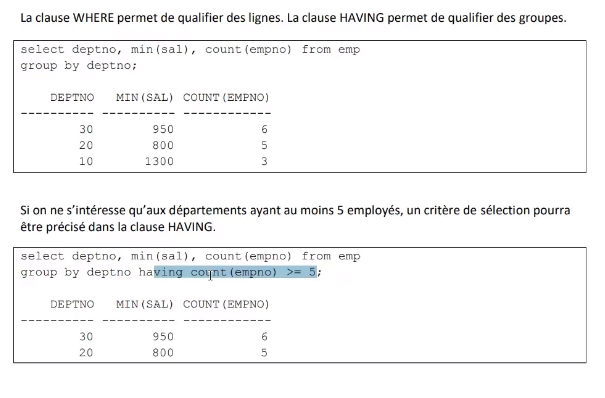 La clause WHERE permet de qualifier des lignes. La clause HAVING permet de qualifier des groupes.
select deptno, min(sal), count(empno) from emp
group by deptno;
DEPTNO MIN(SAL) COUNT(EMPNO)
---------- ---------- ------------
30 950 6
20 800 5
10 1300 3
Si on ne s’intéresse qu’aux départements ayant au moins 5 employés, un critère de sélection pourra
être précisé dans la clause HAVING.
select deptno, min(sal), count(empno) from emp
group by deptno having count(empno) >= 5;
DEPTNO MIN(SAL) COUNT(EMPNO)
---------- ---------- ------------
30 950 6
20 800 5